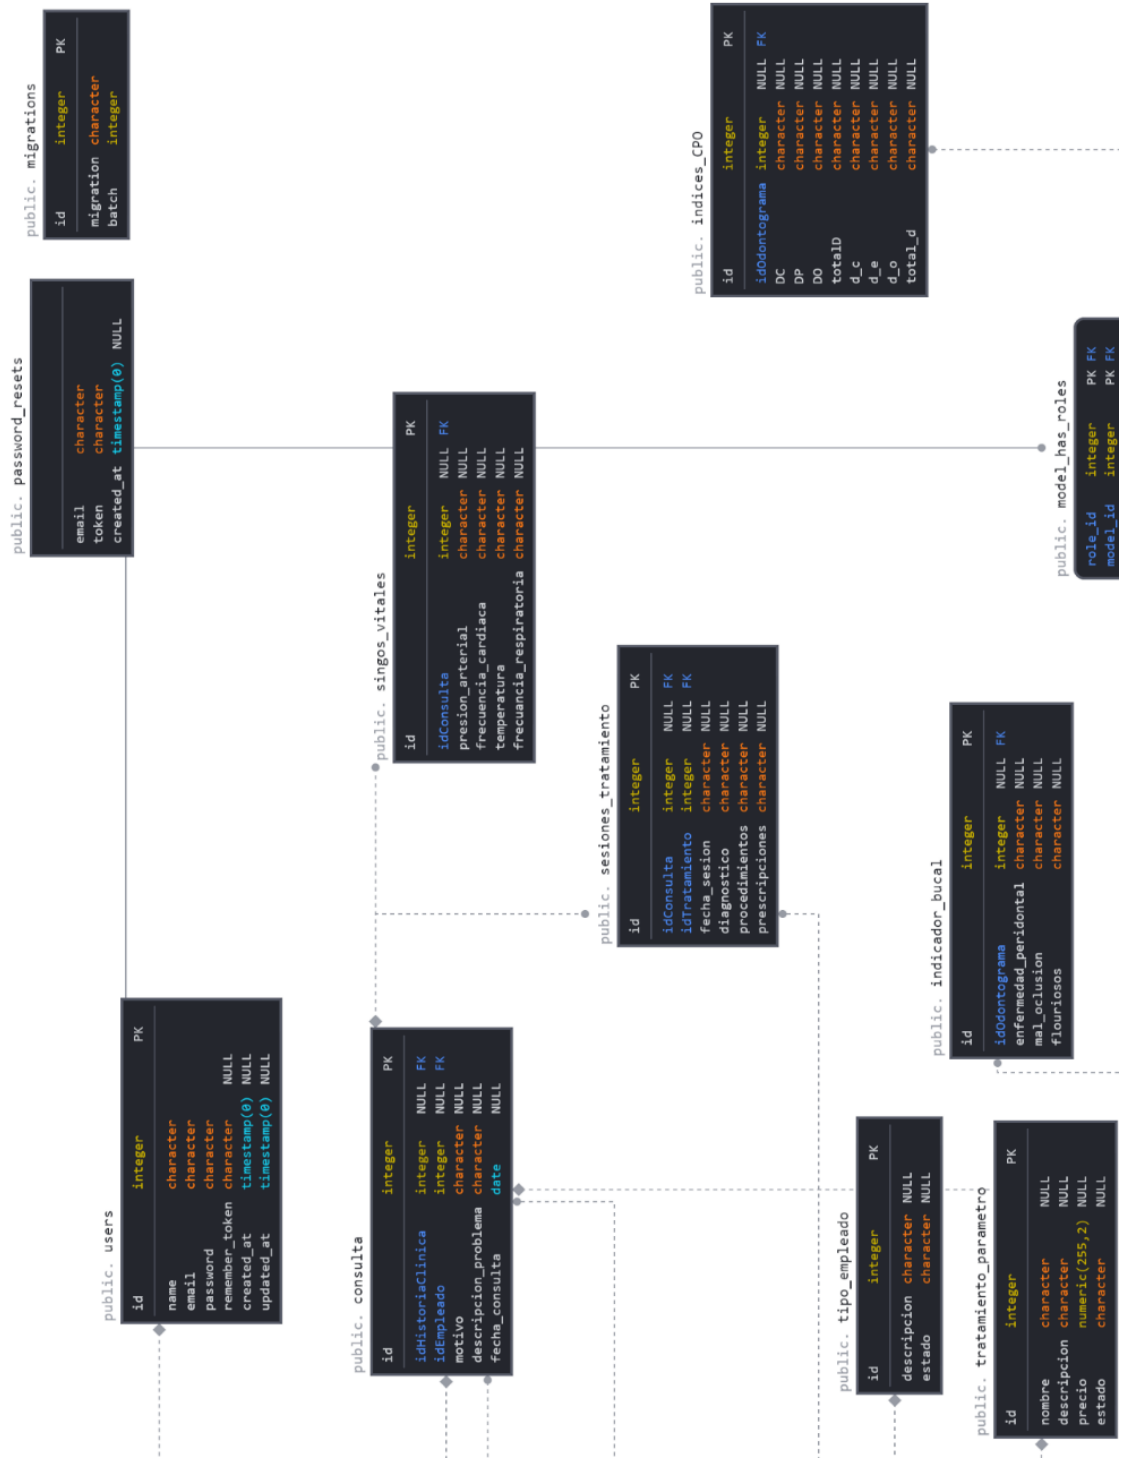 public. migrations
id integer PK
migration character
batch integer
public. password_resets
email character
token character
created_at timestamp(0) NULL
public. users
id integer PK
name character
email character
password character
remember_token character NULL
created_at timestamp(0) NULL
updated_at timestamp(0) NULL
public. singos_vitales
id integer PK
idConsulta integer NULL FK
presion_arterial character NULL
frecuencia_cardiaca character NULL
temperatura character NULL
frecuancia_respiratoria character NULL
public. consulta
id integer PK
idHistoriaClinica integer NULL FK
idEmpleado integer NULL FK
motivo character NULL
descripcion_problema character NULL
fecha_consulta date NULL
public. sesiones_tratamiento
id integer PK
idConsulta integer NULL FK
idTratamiento integer NULL FK
fecha_sesion character NULL
diagnostico character NULL
procedimientos character NULL
prescripciones character NULL
public. indices_CPO
id integer PK
idOdontograma integer NULL FK
DC character NULL
DP character NULL
DO character NULL
totalD character NULL
d_c character NULL
d_e character NULL
d_o character NULL
total_d character NULL
public. tipo_empleado
id integer PK
descripcion character NULL
estado character NULL
public. indicador_bucal
id integer PK
idOdontograma integer NULL FK
enfermedad_peridontal character NULL
mal_oclusion character NULL
flouriosos character NULL
public. tratamiento_parametro
id integer PK
nombre character NULL
descripcion character NULL
precio numeric(255,2) NULL
estado character NULL
public. model_has_roles
role_id integer PK FK
model_id integer PK FK